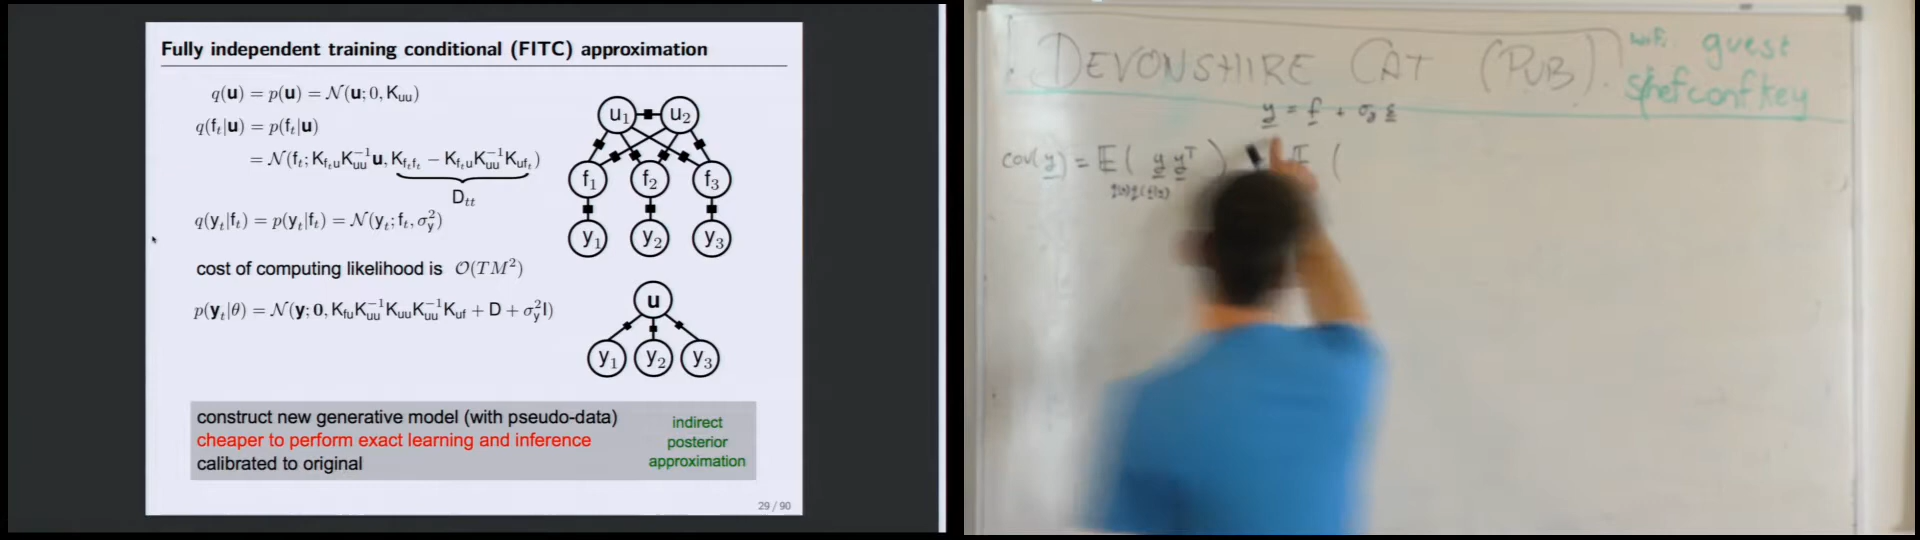 Fully independent training conditional (FITC) approximation
q(u) = p(u) = N(u; 0, K_uu)
q(f_t|u) = p(f_t|u)
= N(f_t; K_{f_t u} K_uu^{-1} u, K_{f_t f_t} − K_{f_t u} K_uu^{-1} K_{u f_t})
D_tt
q(y_t|f_t) = p(y_t|f_t) = N(y_t; f_t, σ_y^2)
cost of computing likelihood is O(TM^2)
p(y_t|θ) = N(y; 0, K_fu K_uu^{-1} K_uu K_uu^{-1} K_uf + D + σ_y^2 I)
u_1 u_2
f_1 f_2 f_3
y_1 y_2 y_3
u
y_1 y_2 y_3
construct new generative model (with pseudo-data)
cheaper to perform exact learning and inference
calibrated to original
indirect
posterior
approximation
29 / 90
DEVONSHIRE CAT (PUB).
wifi guest
y = f + σ_y ε
cov(y) = E( y y^T ) E (